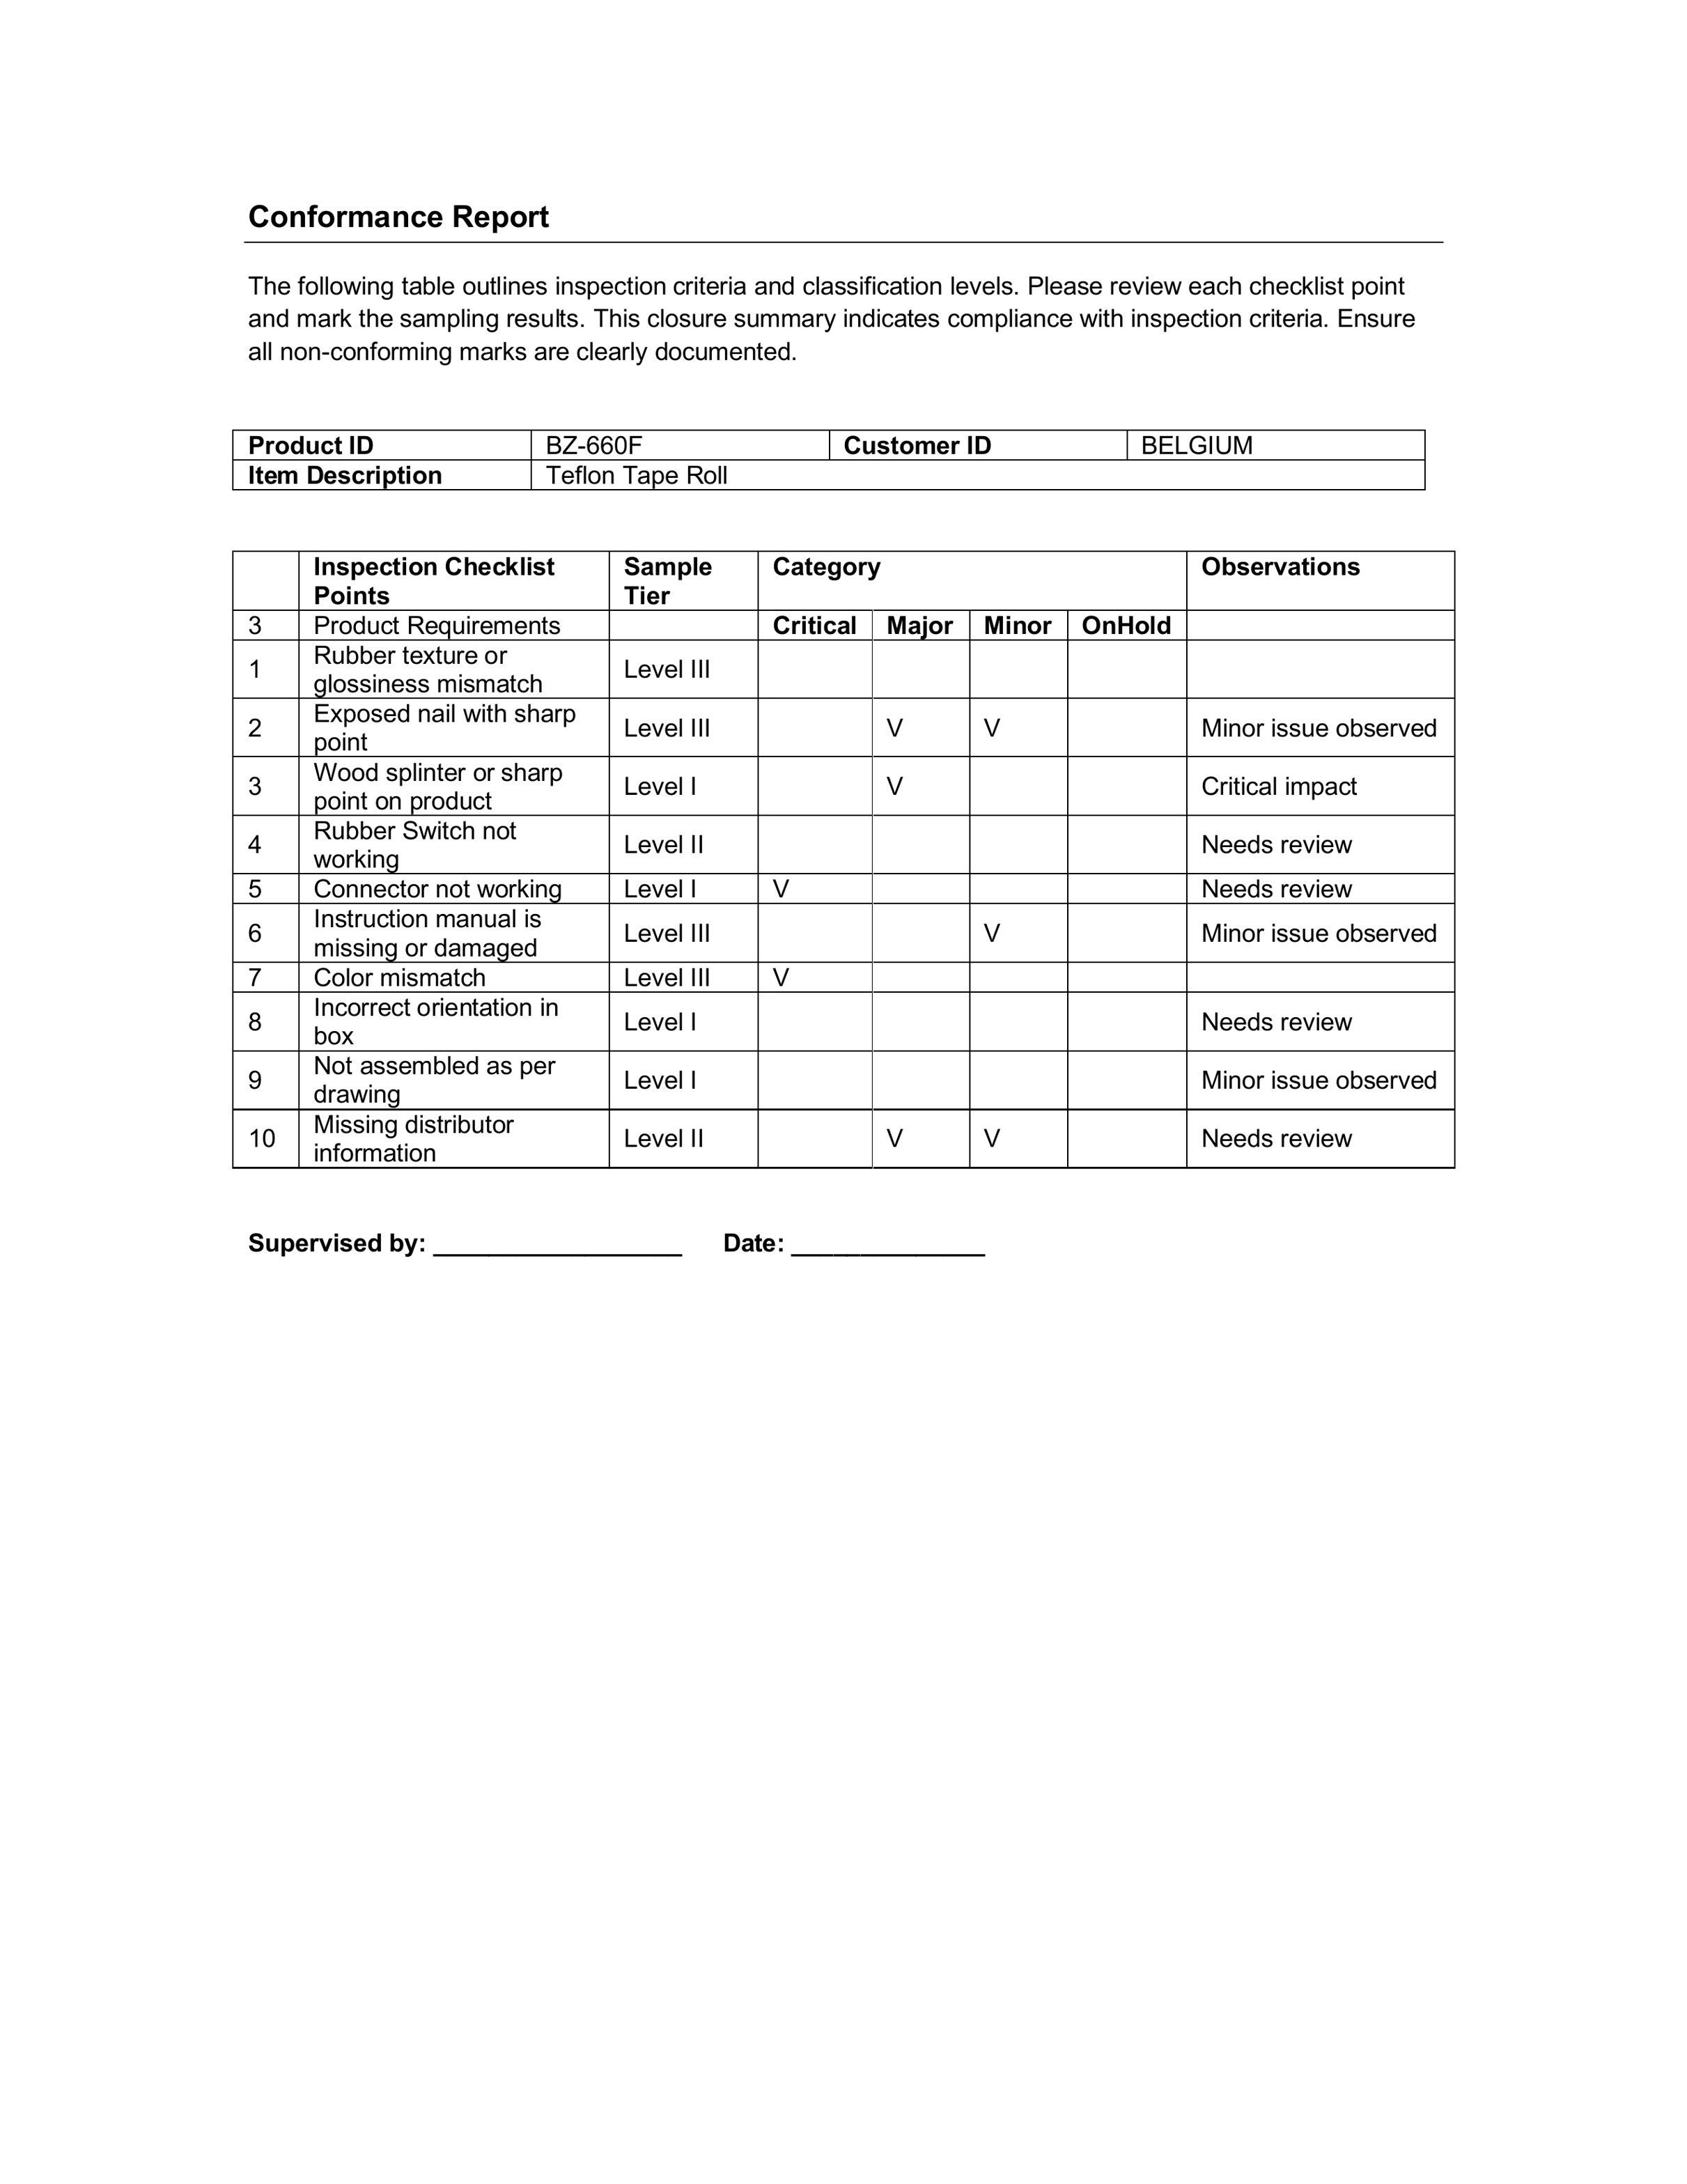 Conformance Report
The following table outlines inspection criteria and classification levels. Please review each checklist point
and mark the sampling results. This closure summary indicates compliance with inspection criteria. Ensure
all non-conforming marks are clearly documented.
Product ID BZ-660F Customer ID BELGIUM
Item Description Teflon Tape Roll
Inspection Checklist Sample Category Observations
Points Tier
3 Product Requirements Critical Major Minor OnHold
Rubber texture or
1 Level III
glossiness mismatch
Exposed nail with sharp
2 Level III V V Minor issue observed
point
Wood splinter or sharp
3 Level I V Critical impact
point on product
Rubber Switch not
4 Level II Needs review
working
5 Connector not working Level I V Needs review
Instruction manual is
6 Level III V Minor issue observed
missing or damaged
7 Color mismatch Level III V
Incorrect orientation in
8 Level I Needs review
box
Not assembled as per
9 Level I Minor issue observed
drawing
Missing distributor
10 Level II V V Needs review
information
Supervised by: __________________ Date: ______________